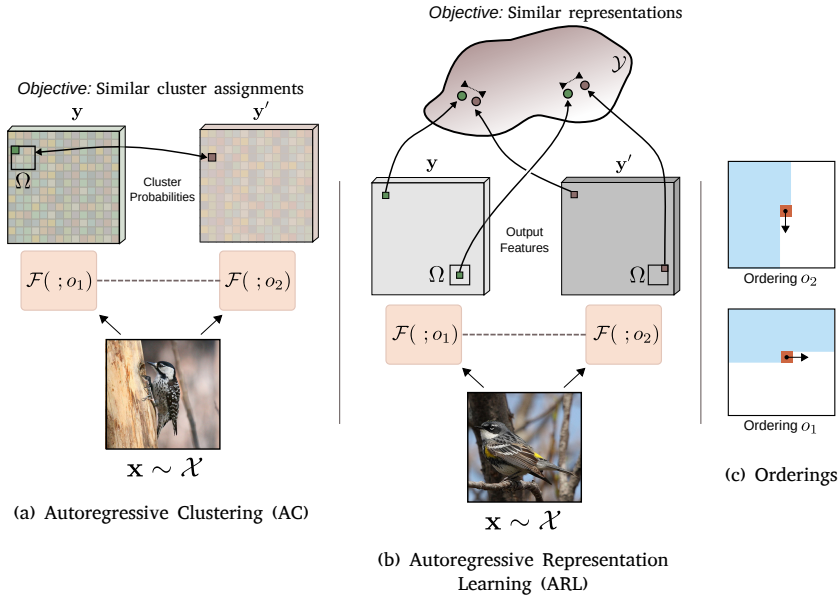 Objective: Similar cluster assignments
y
y′
Ω
Cluster
Probabilities
F( ; o₁)
F( ; o₂)
x ∼ X
(a) Autoregressive Clustering (AC)
Objective: Similar representations
Y
y
y′
Output
Features
Ω
Ω
F( ; o₁)
F( ; o₂)
x ∼ X
(b) Autoregressive Representation
Learning (ARL)
Ordering o₂
Ordering o₁
(c) Orderings